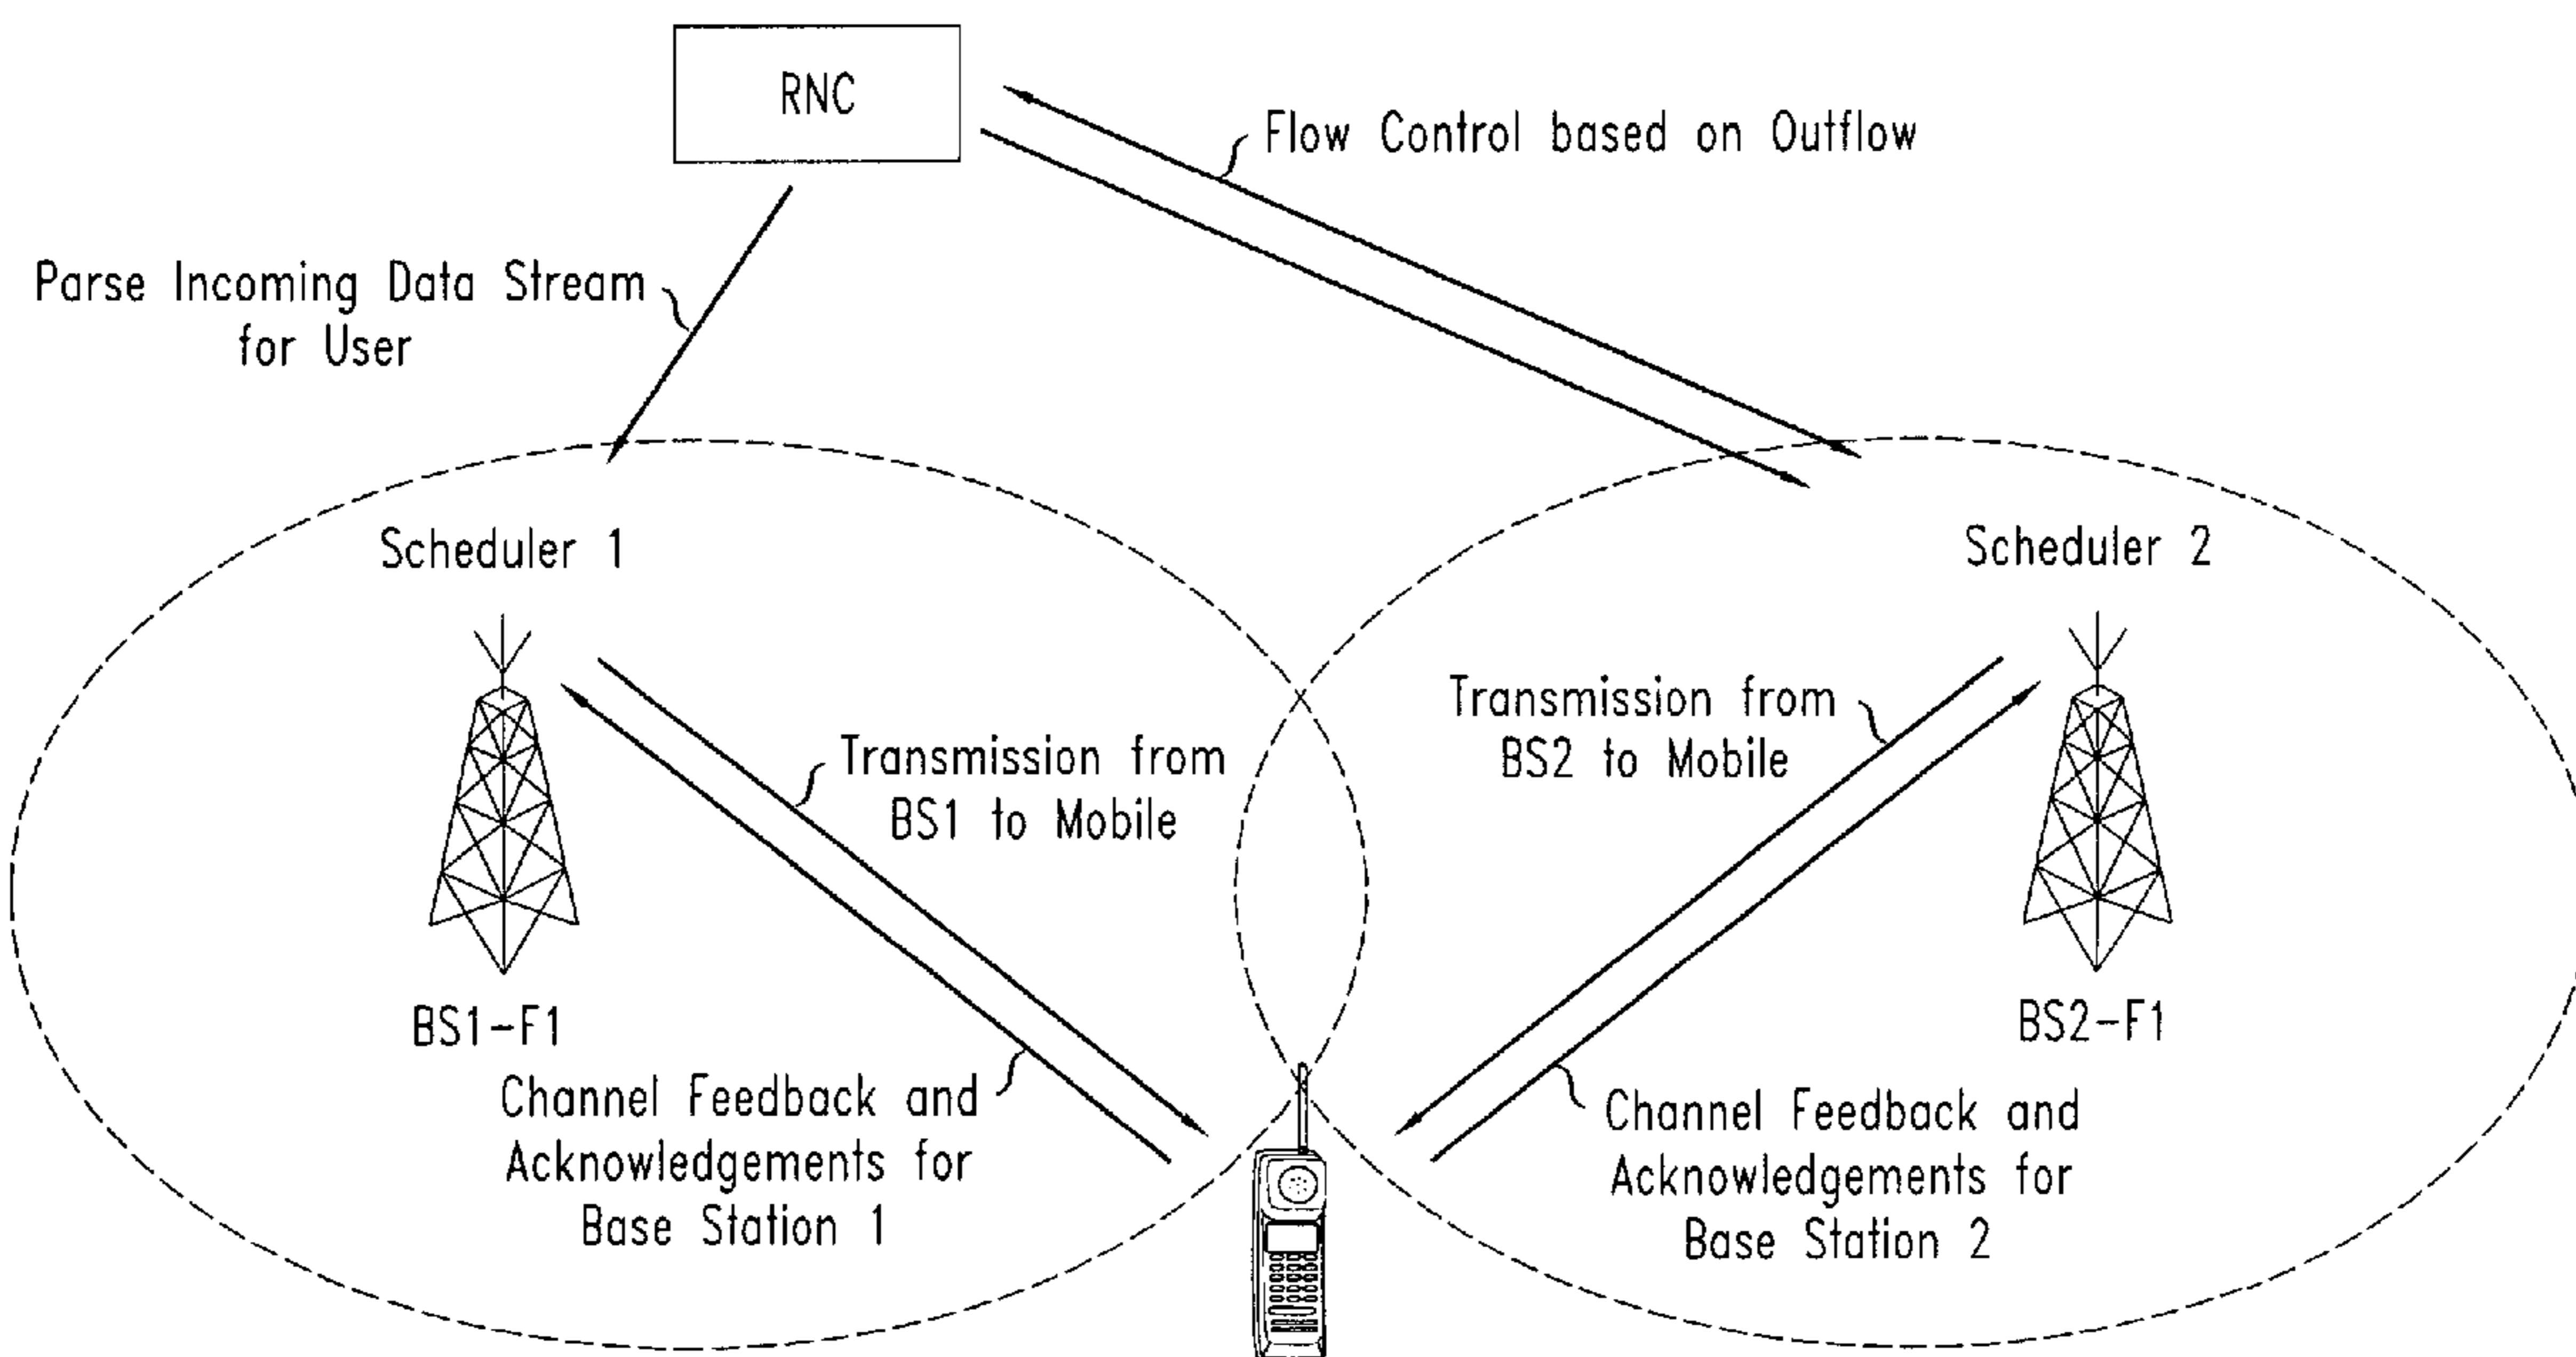 RNC
Flow Control based on Outflow
Parse Incoming Data Stream
for User
Scheduler 1
Scheduler 2
Transmission from
BS1 to Mobile
Transmission from
BS2 to Mobile
BS1-F1
BS2-F1
Channel Feedback and
Acknowledgements for
Base Station 1
Channel Feedback and
Acknowledgements for
Base Station 2